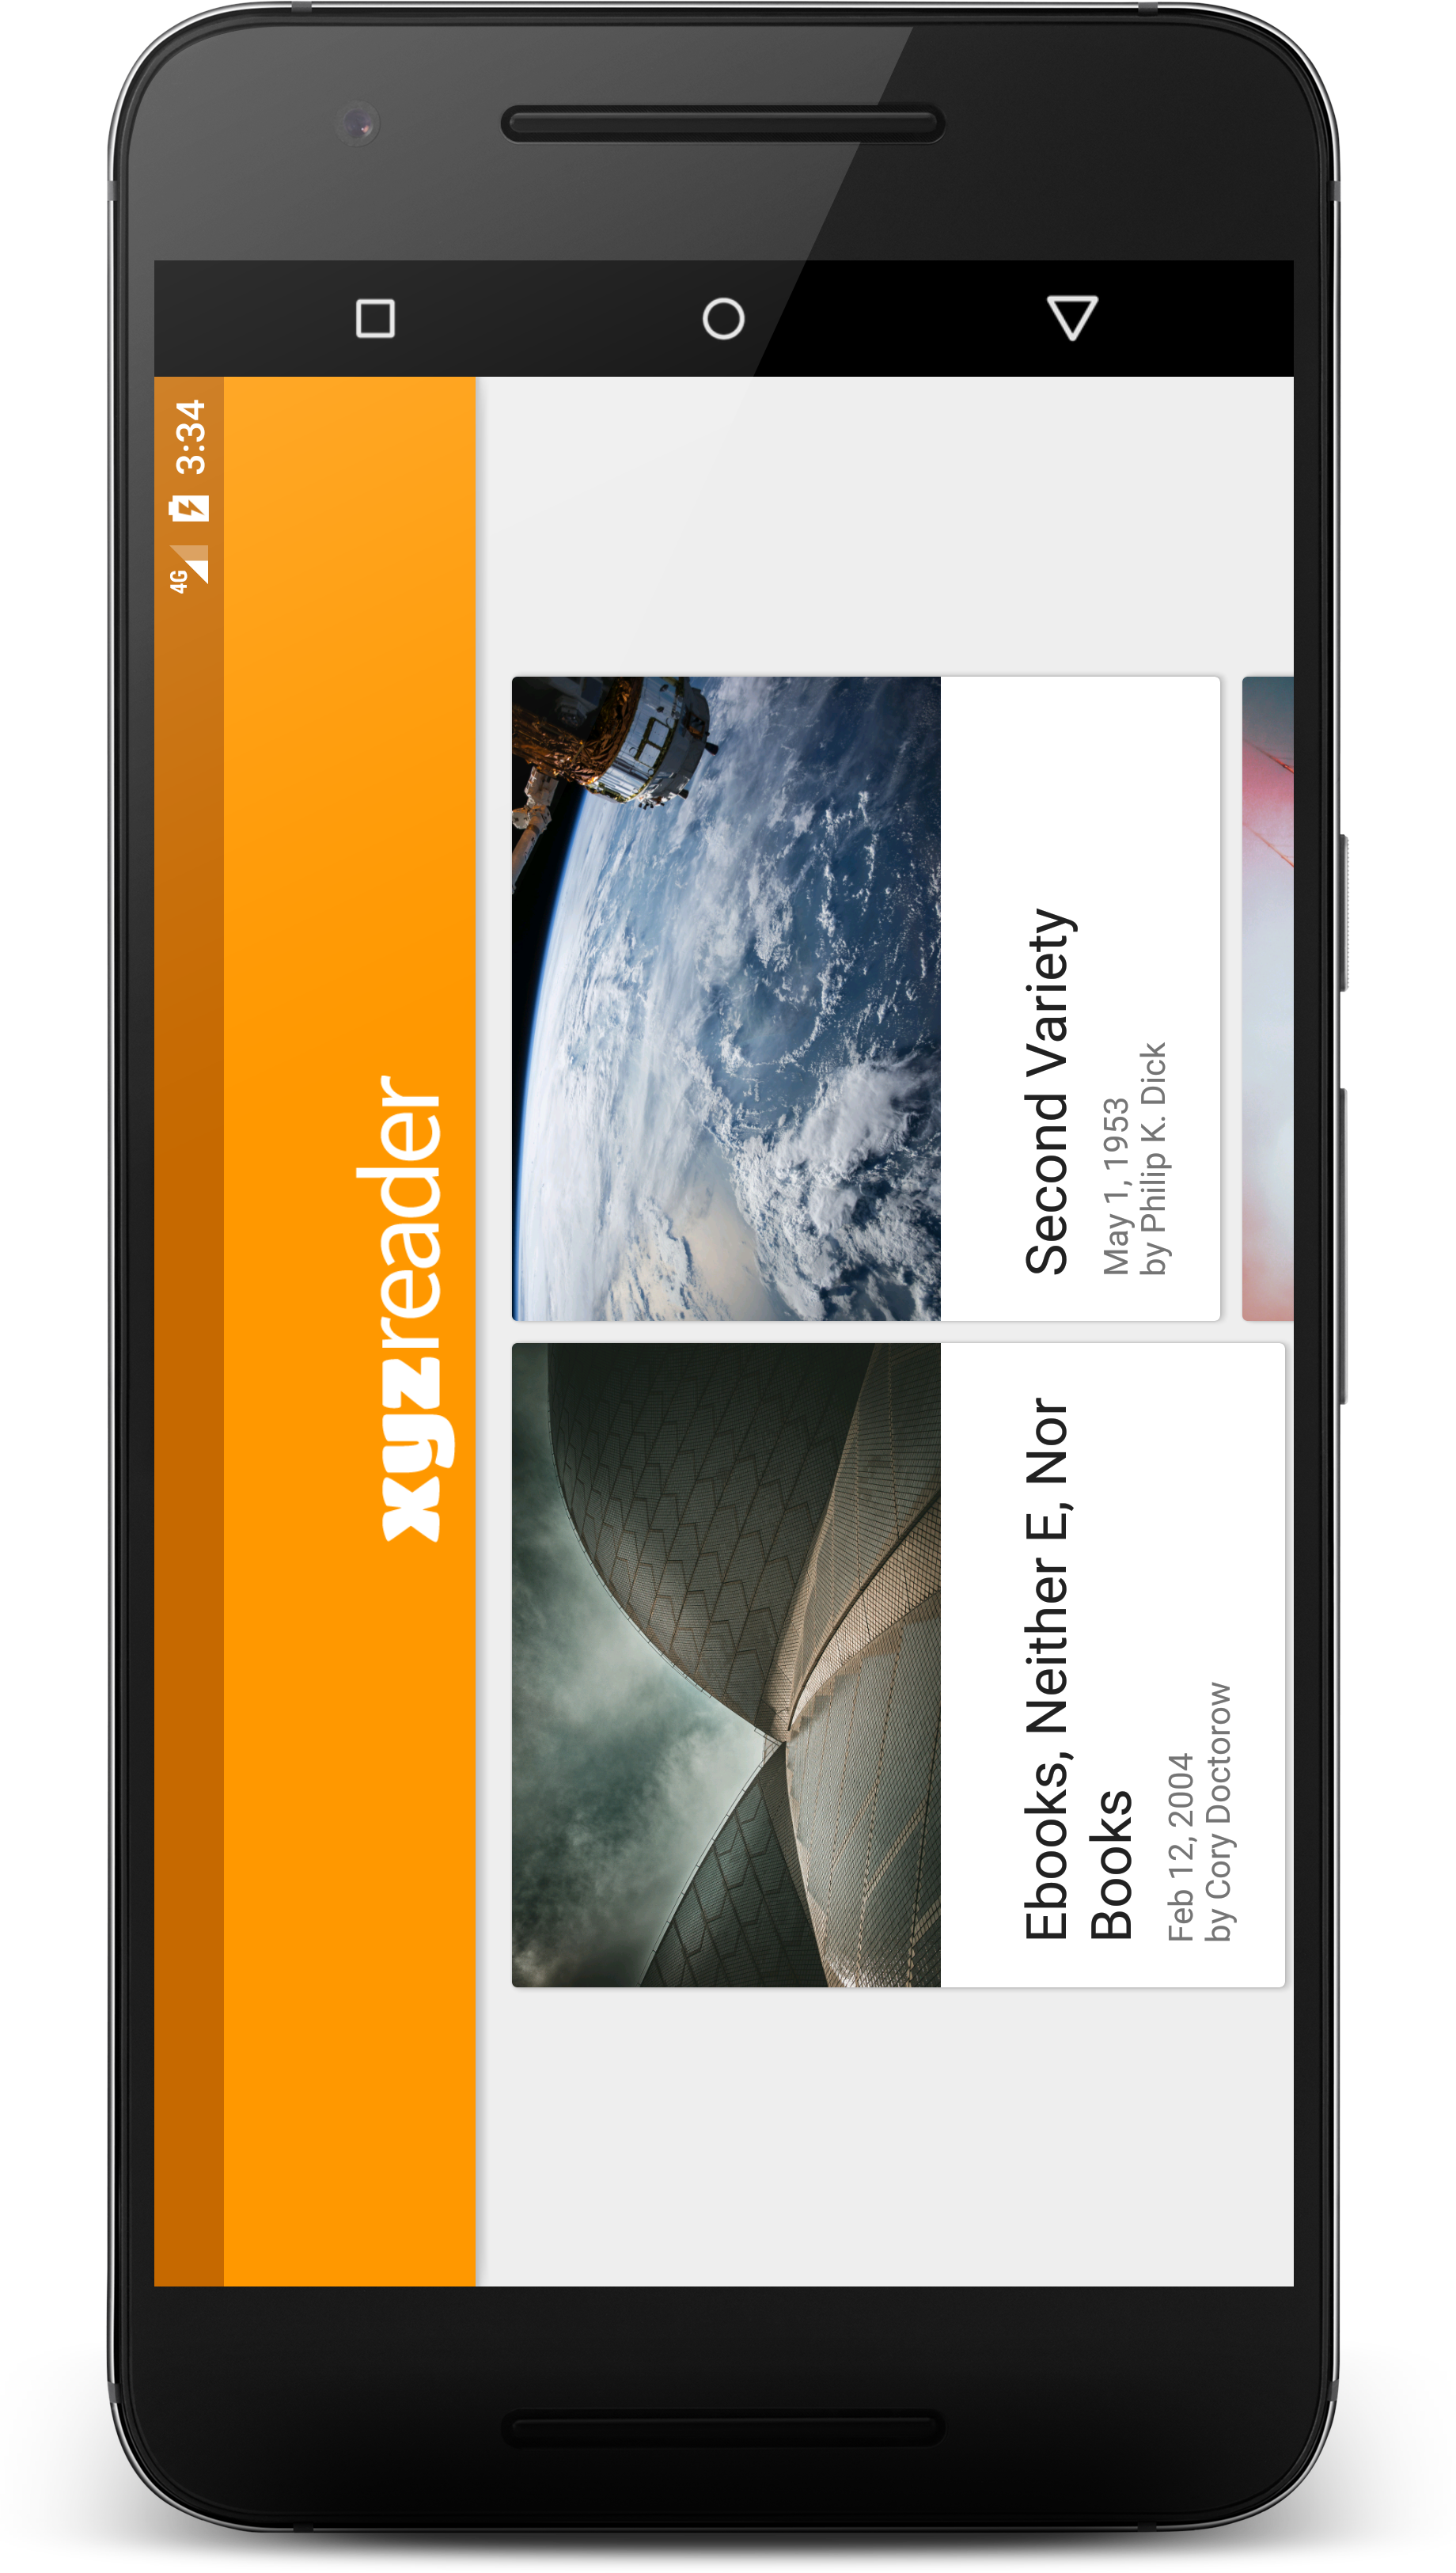 4G 3:34
xyzreader
Ebooks, Neither E, Nor
Books
Feb 12, 2004
by Cory Doctorow
Second Variety
May 1, 1953
by Philip K. Dick